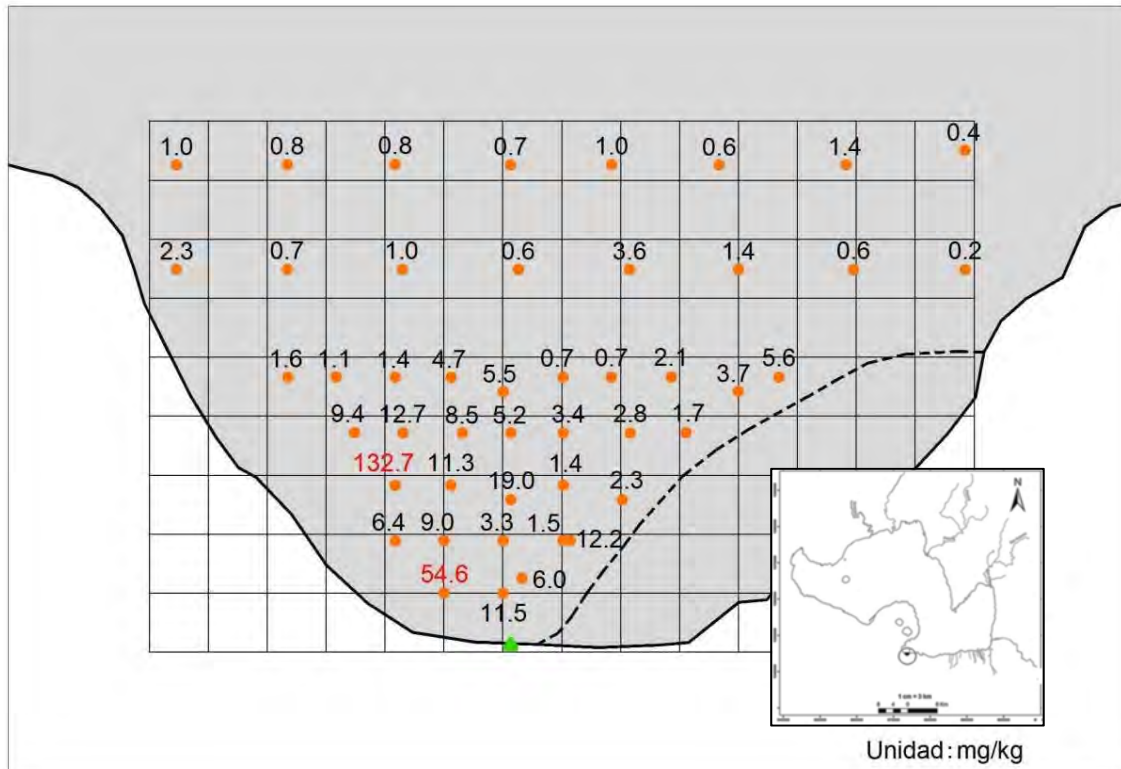 1.0 0.8 0.8 0.7 1.0 0.6 1.4 0.4
2.3 0.7 1.0 0.6 3.6 1.4 0.6 0.2
1.6 1.1 1.4 4.7 5.5 0.7 0.7 2.1 3.7 5.6
9.4 12.7 8.5 5.2 3.4 2.8 1.7
132.7 11.3 19.0 1.4 2.3
6.4 9.0 3.3 1.5 12.2
54.6 11.5 6.0
N
1 cm = 3 km
Unidad: mg/kg